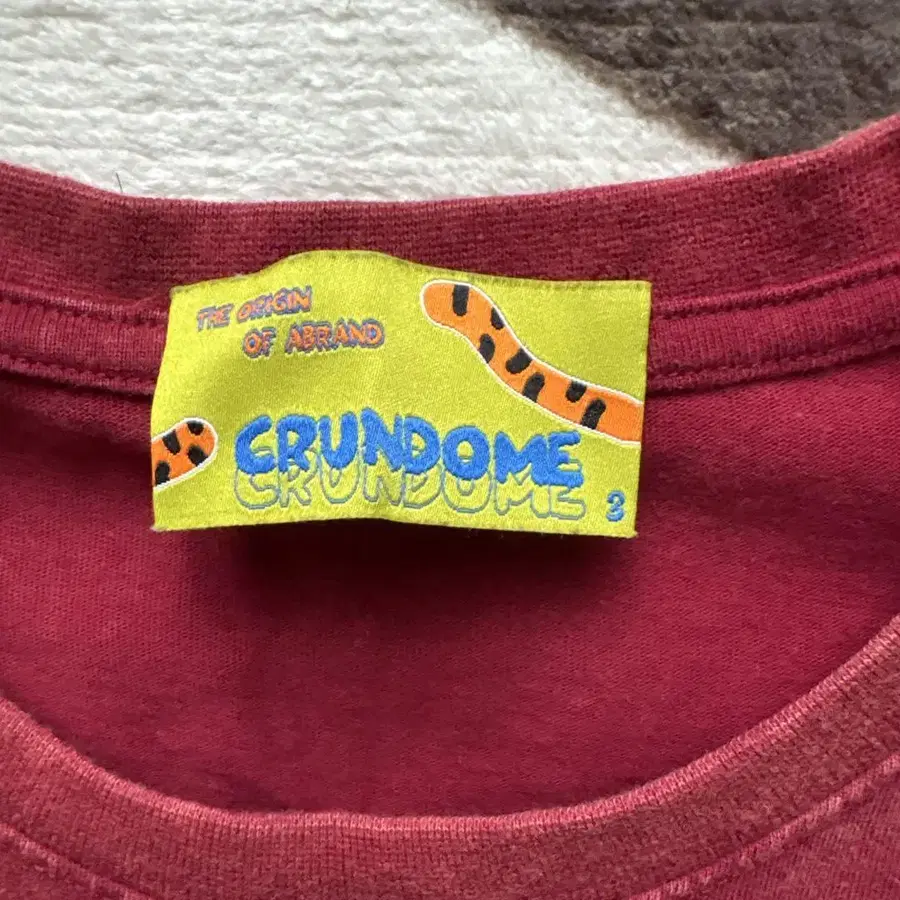 THE ORIGIN
OF ABRAND
CRUNDOME
CRUNDOME
3